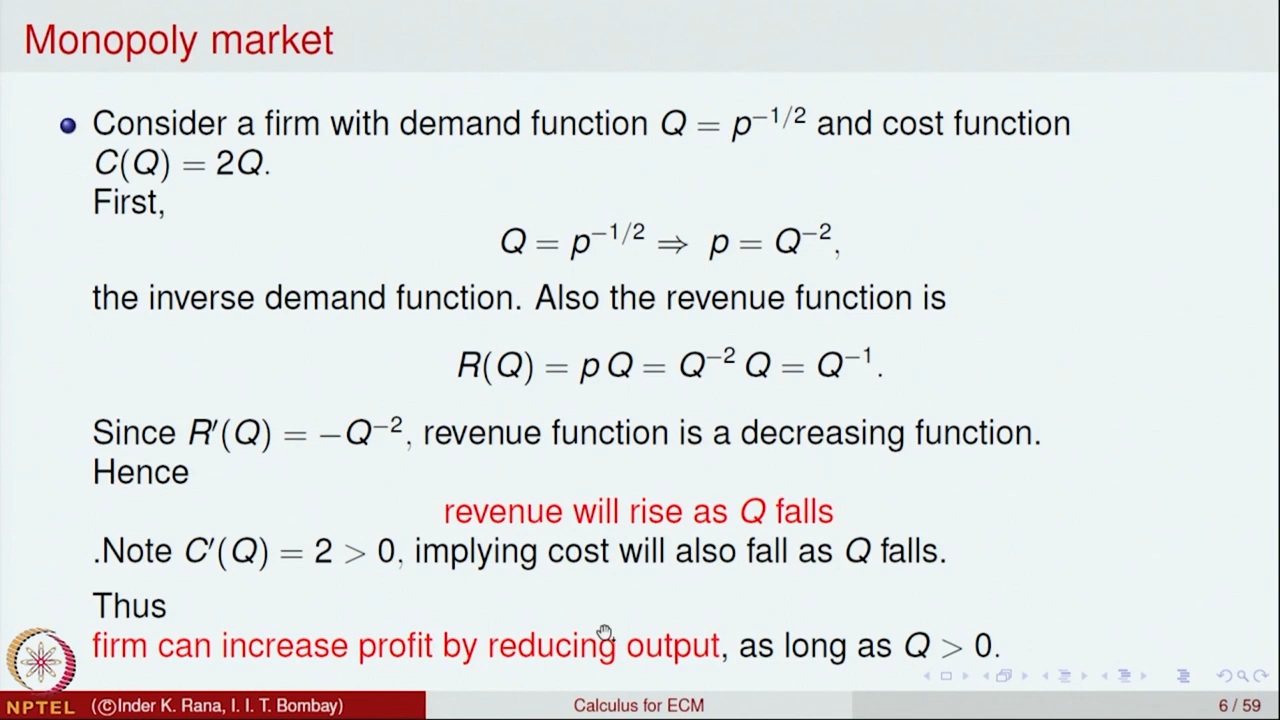 Monopoly market
Consider a firm with demand function Q = p^{-1/2} and cost function
C(Q) = 2Q.
First,
Q = p^{-1/2} ⇒ p = Q^{-2},
the inverse demand function. Also the revenue function is
R(Q) = p Q = Q^{-2} Q = Q^{-1}.
Since R′(Q) = −Q^{-2}, revenue function is a decreasing function.
Hence
revenue will rise as Q falls
.Note C′(Q) = 2 > 0, implying cost will also fall as Q falls.
Thus
firm can increase profit by reducing output, as long as Q > 0.
NPTEL (©Inder K. Rana, I. I. T. Bombay) Calculus for ECM 6 / 59